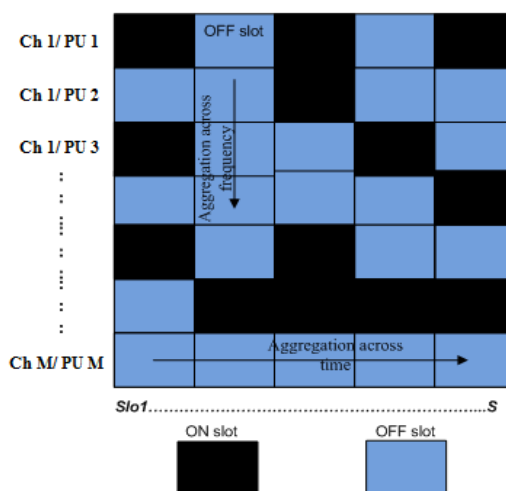 Ch 1/ PU 1
OFF slot
Ch 1/ PU 2
Ch 1/ PU 3
Aggregation across
frequency
Ch M/ PU M
Aggregation across
time
Slo1
S
ON slot
OFF slot